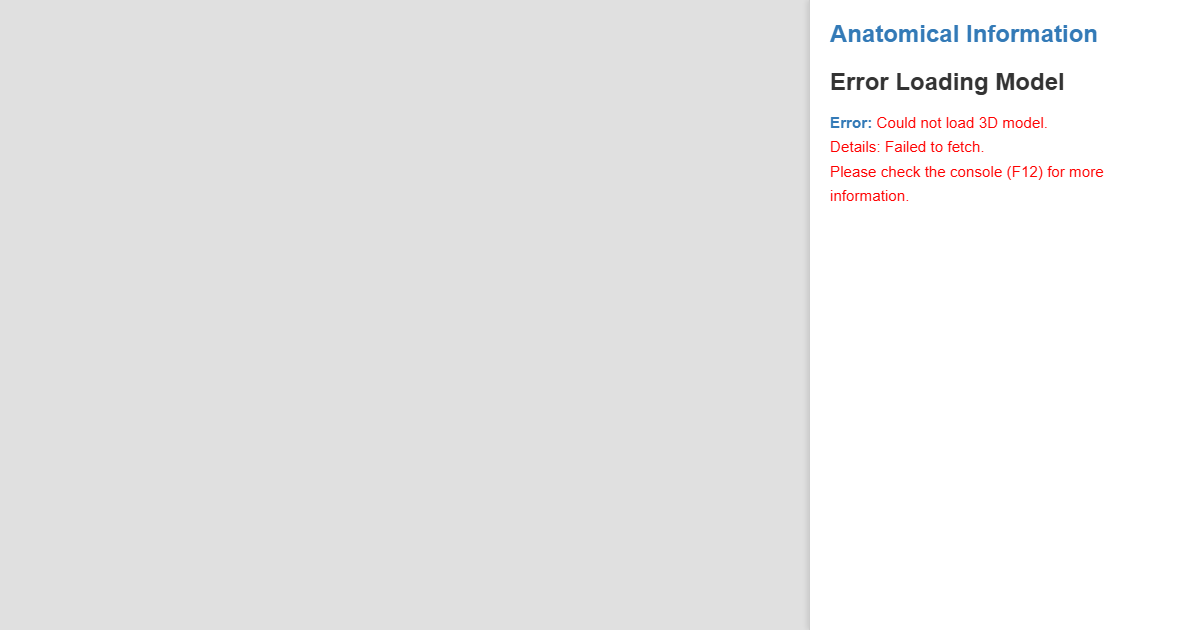 Anatomical Information
Error Loading Model
Error: Could not load 3D model.
Details: Failed to fetch.
Please check the console (F12) for more
information.